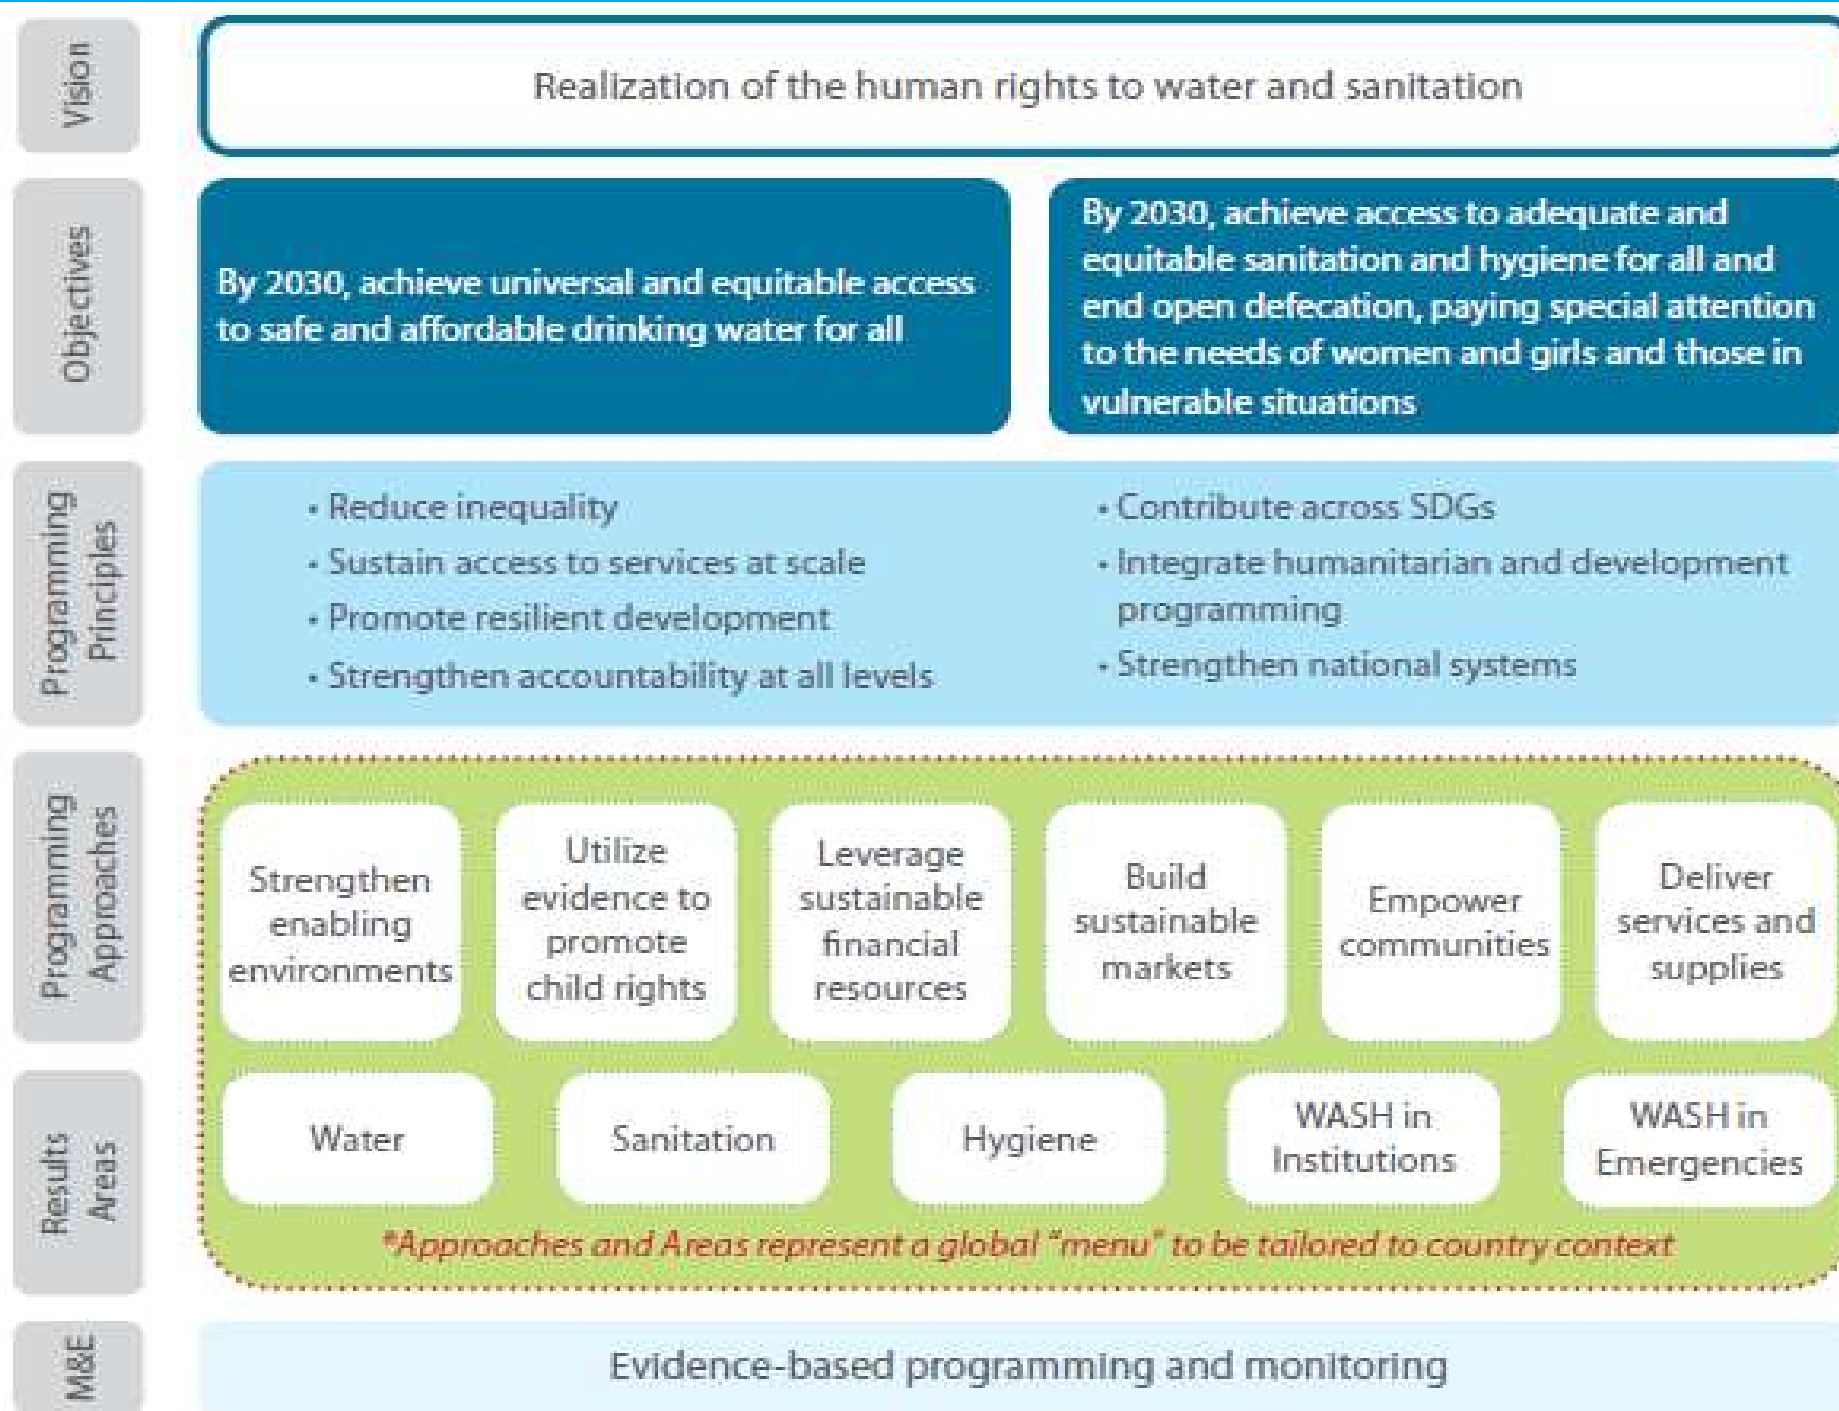 Vision
Realization of the human rights to water and sanitation
Objectives
By 2030, achieve universal and equitable access
to safe and affordable drinking water for all
By 2030, achieve access to adequate and
equitable sanitation and hygiene for all and
end open defecation, paying special attention
to the needs of women and girls and those in
vulnerable situations
Programming
Principles
• Reduce inequality
• Sustain access to services at scale
• Promote resilient development
• Strengthen accountability at all levels
• Contribute across SDGs
• Integrate humanitarian and development
programming
• Strengthen national systems
Programming
Approaches
Strengthen
enabling
environments
Utilize
evidence to
promote
child rights
Leverage
sustainable
financial
resources
Build
sustainable
markets
Empower
communities
Deliver
services and
supplies
Results
Areas
Water
Sanitation
Hygiene
WASH in
Institutions
WASH in
Emergencies
*Approaches and Areas represent a global “menu” to be tailored to country context
M&E
Evidence-based programming and monitoring